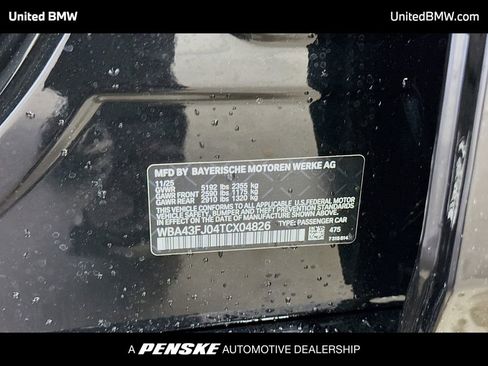 United BMW
UnitedBMW.com
MFD BY BAYERISCHE MOTOREN WERKE AG
11/25
GVWR 5192 lbs 2355 kg
GAWR FRONT 2590 lbs 1175 kg
GAWR REAR 2910 lbs 1320 kg
THIS VEHICLE CONFORMS TO ALL APPLICABLE U.S. FEDERAL MOTOR
VEHICLE SAFETY, BUMPER AND THEFT PREVENTION STANDARDS IN
EFFECT ON THE DATE OF MANUFACTURE SHOWN ABOVE.
WBA43FJ04TCX04826 TYPE: PASSENGER CAR
475
A PENSKE AUTOMOTIVE DEALERSHIP